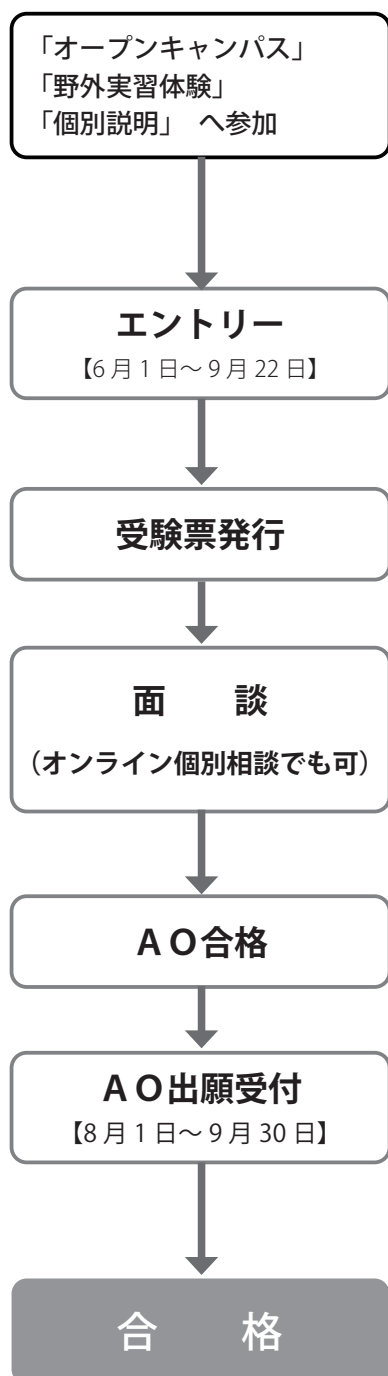 「オープンキャンパス」
「野外実習体験」
「個別説明」 へ参加
エントリー
【6月1日～9月22日】
受験票発行
面　　談
（オンライン個別相談でも可）
ＡＯ合格
ＡＯ出願受付
【8月1日～9月30日】
合　　格